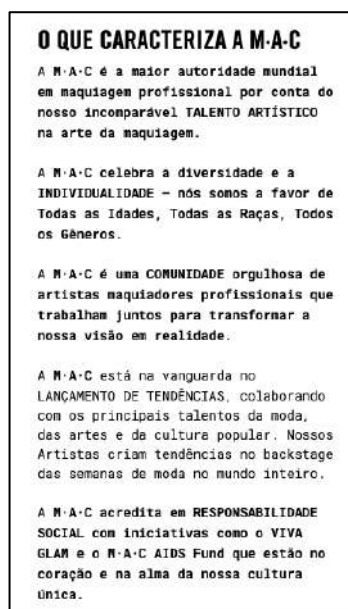 O QUE CARACTERIZA A M·A·C
A M·A·C é a maior autoridade mundial
em maquiagem profissional por conta do
nosso incomparável TALENTO ARTÍSTICO
na arte da maquiagem.
A M·A·C celebra a diversidade e a
INDIVIDUALIDADE – nós somos a favor de
Todas as Idades, Todas as Raças, Todos
os Gêneros.
A M·A·C é uma COMUNIDADE orgulhosa de
artistas maquiadores profissionais que
trabalham juntos para transformar a
nossa visão em realidade.
A M·A·C está na vanguarda no
LANÇAMENTO DE TENDÊNCIAS, colaborando
com os principais talentos da moda,
das artes e da cultura popular. Nossos
Artistas criam tendências no backstage
das semanas de moda no mundo inteiro.
A M·A·C acredita em RESPONSABILIDADE
SOCIAL com iniciativas como o VIVA
GLAM e o M·A·C AIDS Fund que estão no
coração e na alma da nossa cultura
única.